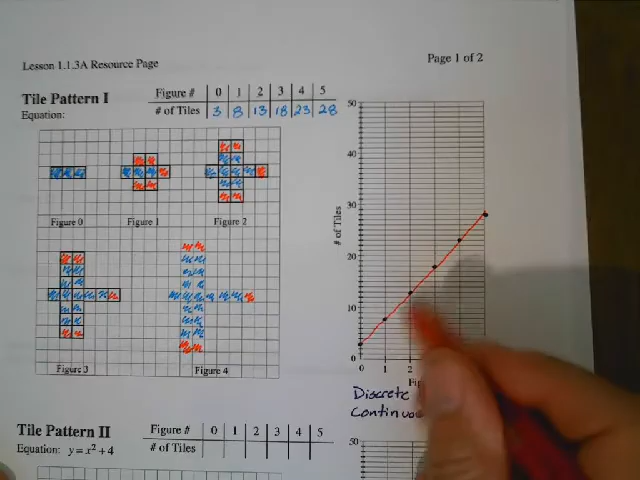 Lesson 1.1.3A Resource Page
Page 1 of 2
Tile Pattern I
Equation:
Figure # 0 1 2 3 4 5
# of Tiles 3 8 13 18 23 28
Figure 0
Figure 1
Figure 2
Figure 3
Figure 4
50
40
30
20
10
0
# of Tiles
0 1 2
Discrete
Tile Pattern II
Equation: y = x² + 4
Figure # 0 1 2 3 4 5
# of Tiles
50
40